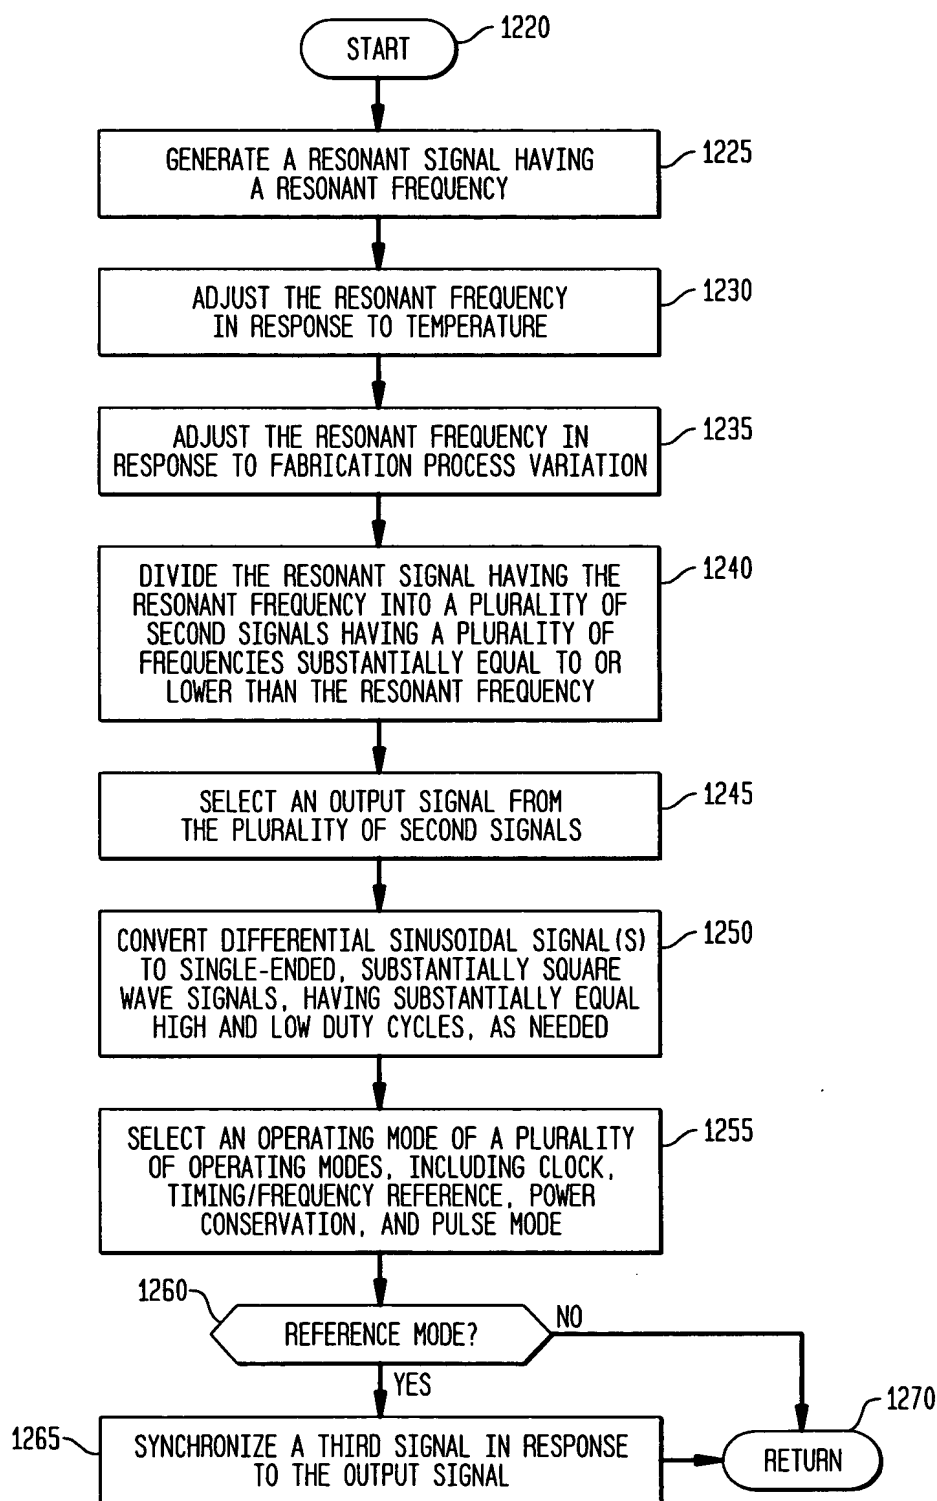 START
1220
GENERATE A RESONANT SIGNAL HAVING
A RESONANT FREQUENCY
1225
ADJUST THE RESONANT FREQUENCY
IN RESPONSE TO TEMPERATURE
1230
ADJUST THE RESONANT FREQUENCY IN
RESPONSE TO FABRICATION PROCESS VARIATION
1235
DIVIDE THE RESONANT SIGNAL HAVING THE
RESONANT FREQUENCY INTO A PLURALITY OF
SECOND SIGNALS HAVING A PLURALITY OF
FREQUENCIES SUBSTANTIALLY EQUAL TO OR
LOWER THAN THE RESONANT FREQUENCY
1240
SELECT AN OUTPUT SIGNAL FROM
THE PLURALITY OF SECOND SIGNALS
1245
CONVERT DIFFERENTIAL SINUSOIDAL SIGNAL(S)
TO SINGLE-ENDED, SUBSTANTIALLY SQUARE
WAVE SIGNALS, HAVING SUBSTANTIALLY EQUAL
HIGH AND LOW DUTY CYCLES, AS NEEDED
1250
SELECT AN OPERATING MODE OF A PLURALITY
OF OPERATING MODES, INCLUDING CLOCK,
TIMING/FREQUENCY REFERENCE, POWER
CONSERVATION, AND PULSE MODE
1255
1260
REFERENCE MODE?
NO
YES
1265
SYNCHRONIZE A THIRD SIGNAL IN RESPONSE
TO THE OUTPUT SIGNAL
1270
RETURN